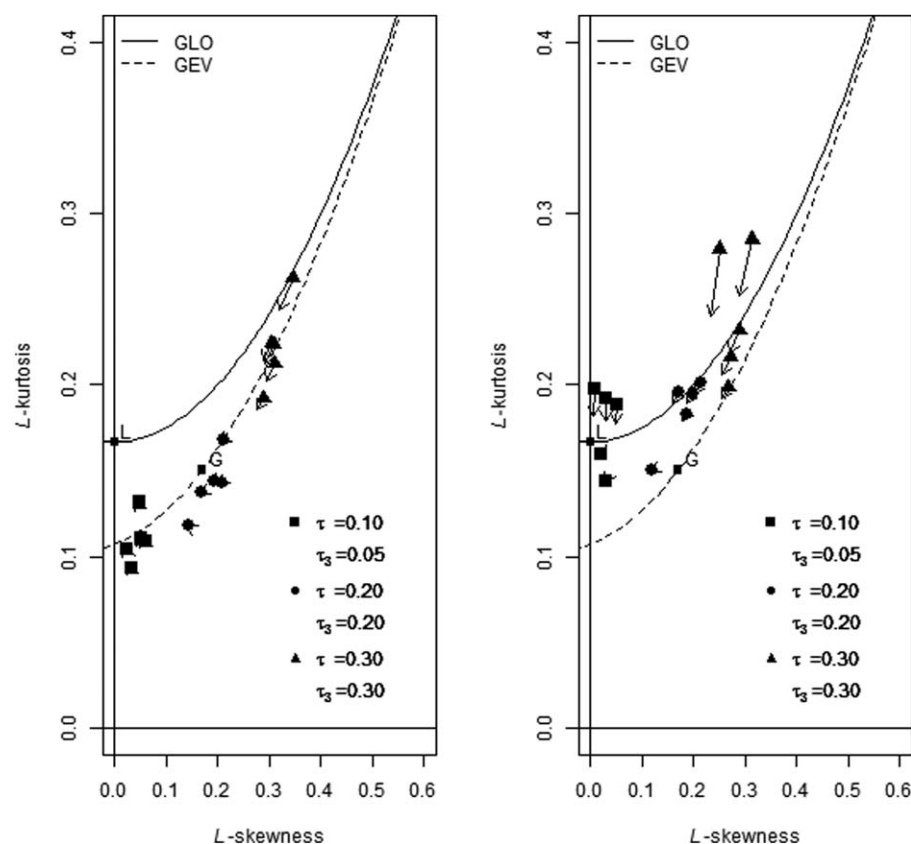 GLO
GEV
L-kurtosis
0.4
0.3
0.2
0.1
0.0
L
G
τ =0.10
τ3=0.05
τ =0.20
τ3=0.20
τ =0.30
τ3=0.30
0.0 0.1 0.2 0.3 0.4 0.5 0.6
L-skewness
GLO
GEV
L-kurtosis
0.4
0.3
0.2
0.1
0.0
L
G
τ =0.10
τ3=0.05
τ =0.20
τ3=0.20
τ =0.30
τ3=0.30
0.0 0.1 0.2 0.3 0.4 0.5 0.6
L-skewness